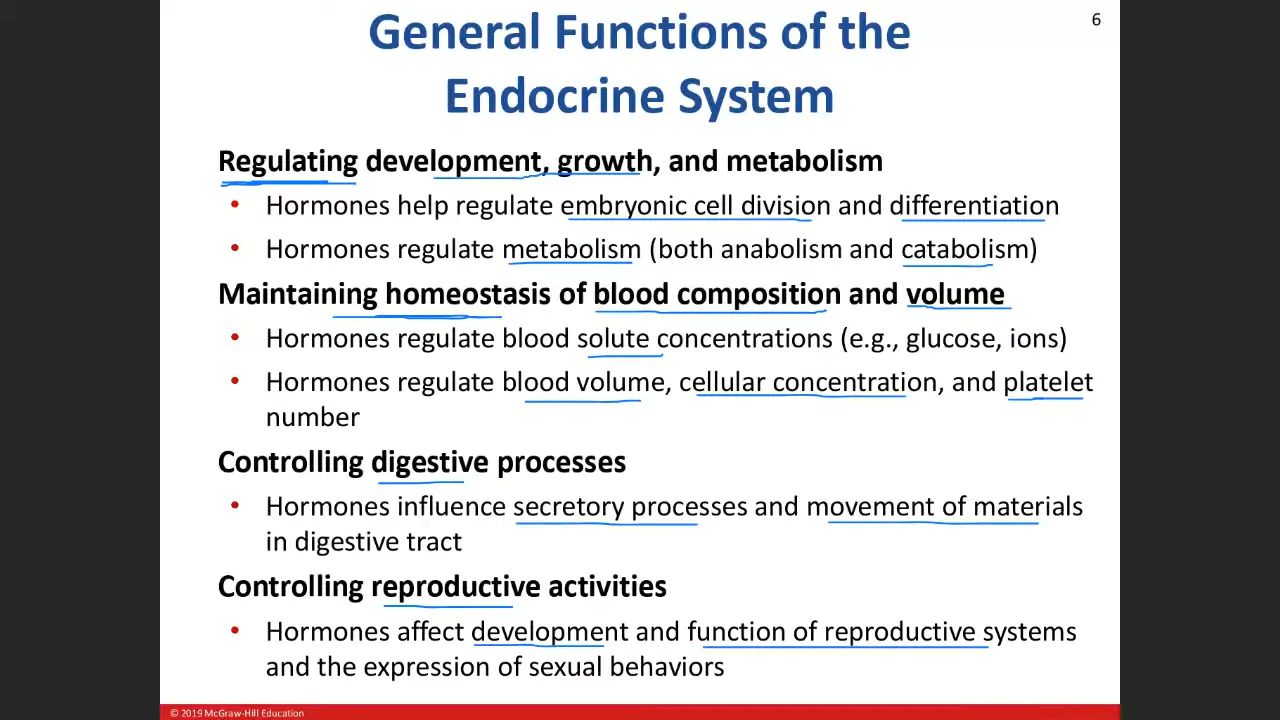 6
General Functions of the
Endocrine System
Regulating development, growth, and metabolism
• Hormones help regulate embryonic cell division and differentiation
• Hormones regulate metabolism (both anabolism and catabolism)
Maintaining homeostasis of blood composition and volume
• Hormones regulate blood solute concentrations (e.g., glucose, ions)
• Hormones regulate blood volume, cellular concentration, and platelet
number
Controlling digestive processes
• Hormones influence secretory processes and movement of materials
in digestive tract
Controlling reproductive activities
• Hormones affect development and function of reproductive systems
and the expression of sexual behaviors
© 2019 McGraw-Hill Education